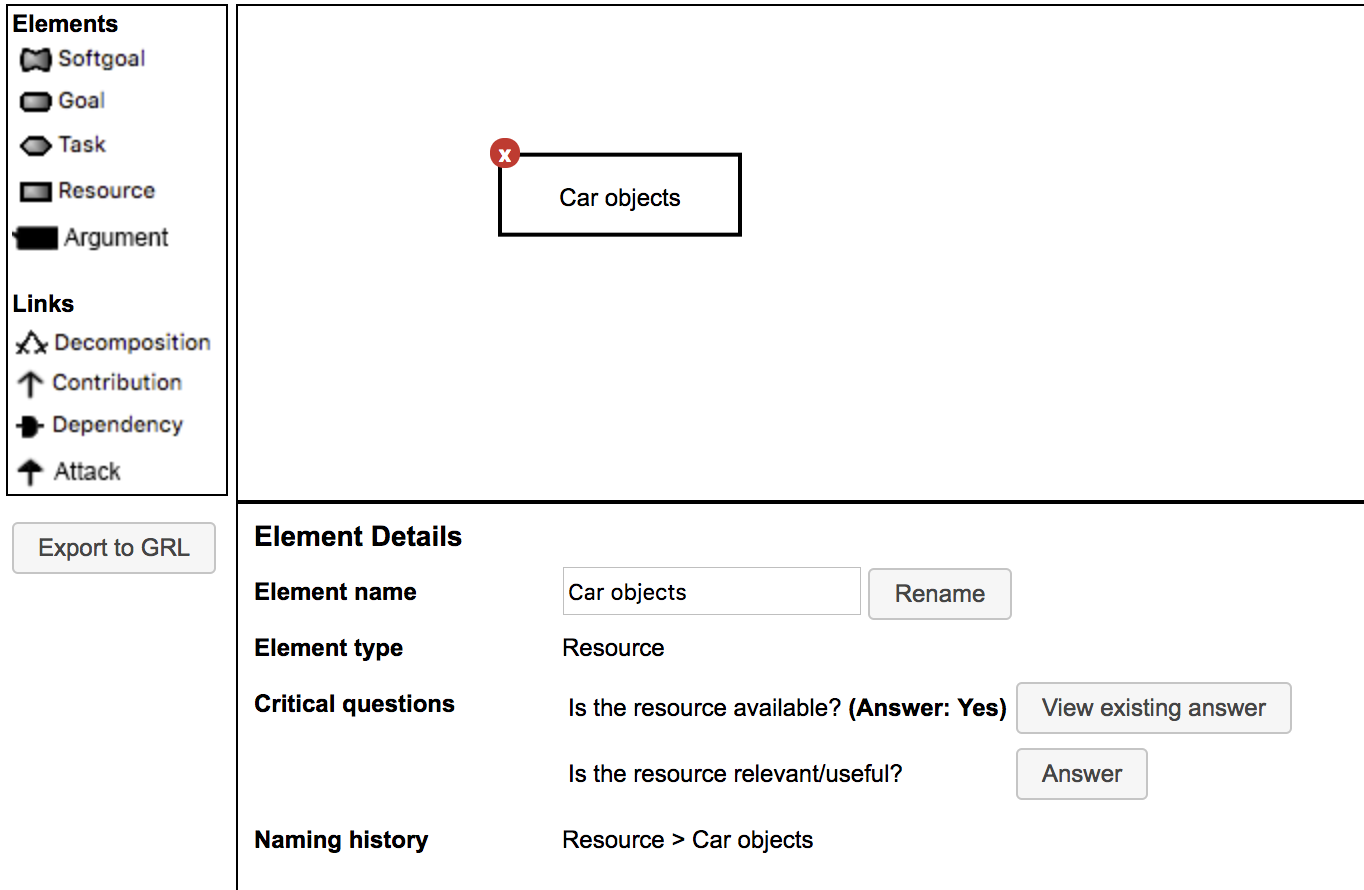 Elements
Softgoal
Goal
Task
Resource
Argument
Links
Decomposition
Contribution
Dependency
Attack
Export to GRL
x
Car objects
Element Details
Element name Car objects Rename
Element type Resource
Critical questions Is the resource available? (Answer: Yes) View existing answer
Is the resource relevant/useful? Answer
Naming history Resource > Car objects